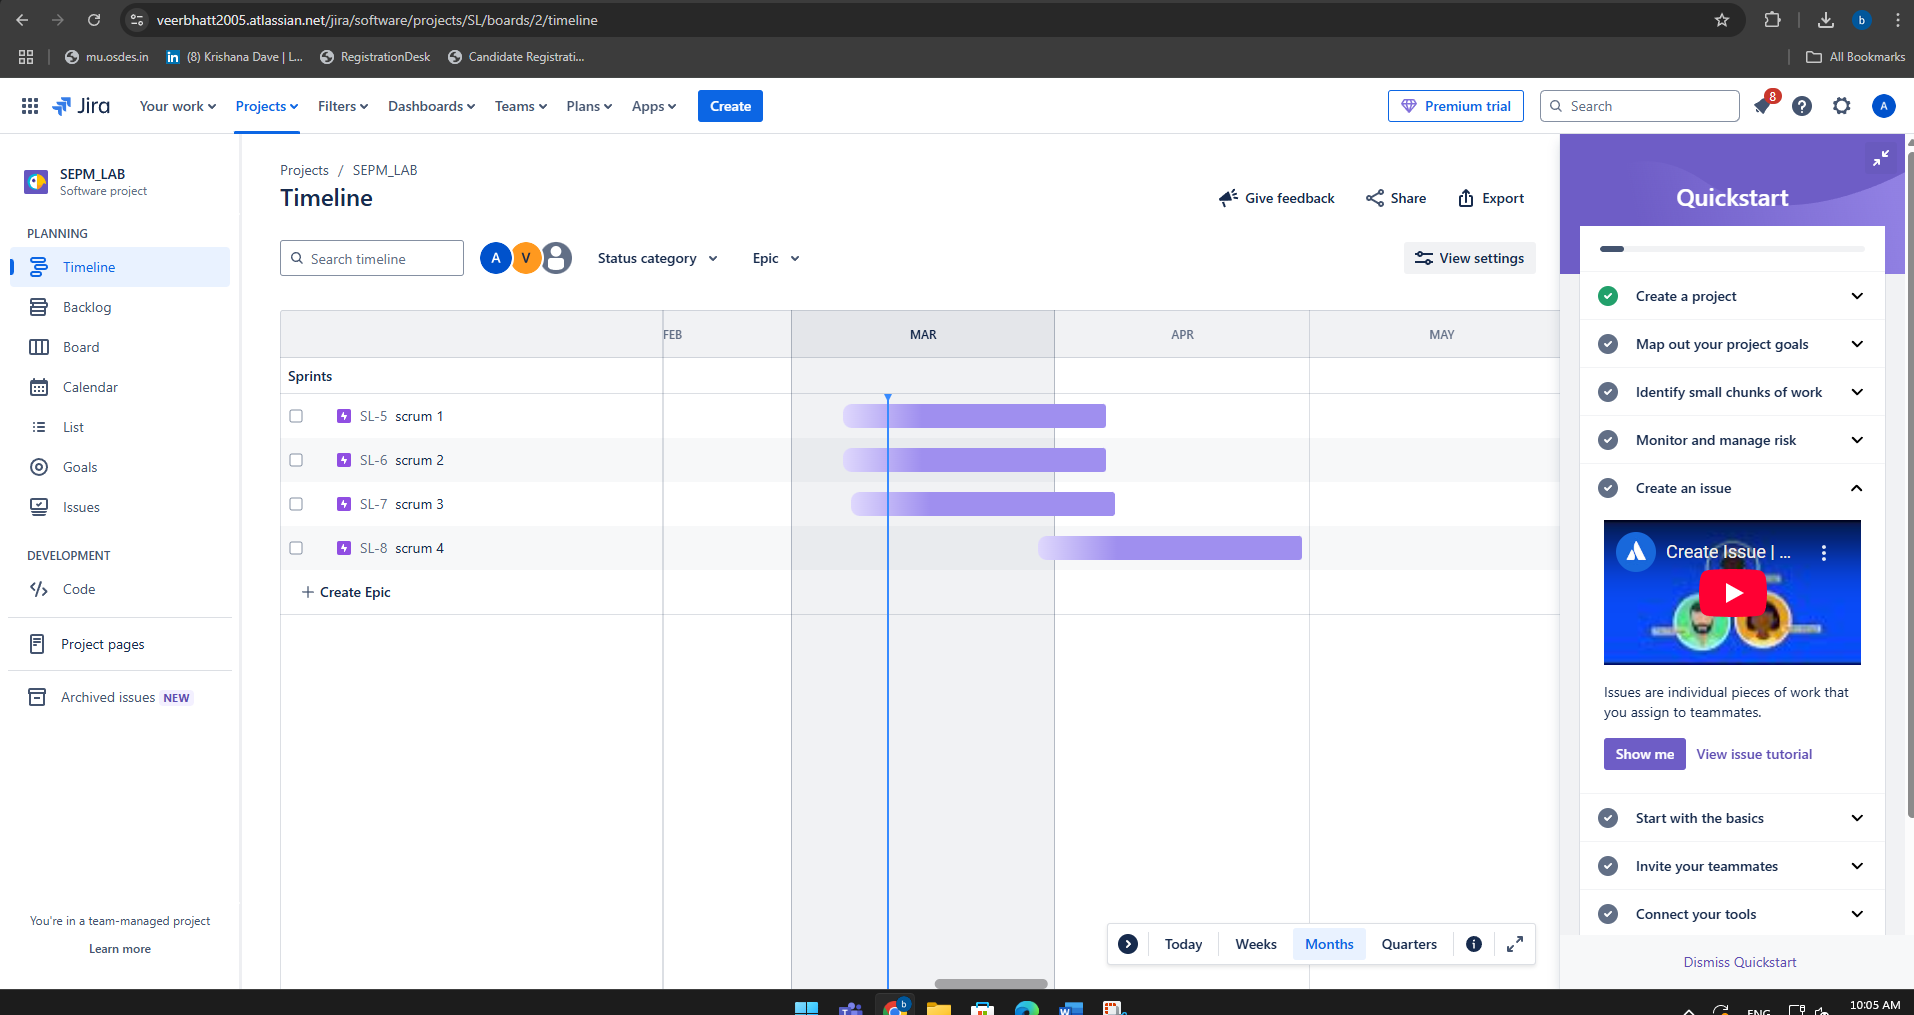 veerbhatt2005.atlassian.net/jira/software/projects/SL/boards/2/timeline
b
mu.osdes.in
in (8) Krishana Dave | L...
RegistrationDesk
Candidate Registrati...
All Bookmarks
Jira
Your work
Projects
Filters
Dashboards
Teams
Plans
Apps
Create
Premium trial
Search
8
A
SEPM_LAB
Software project
PLANNING
Timeline
Backlog
Board
Calendar
List
Goals
Issues
DEVELOPMENT
Code
Project pages
Archived issues NEW
You're in a team-managed project
Learn more
Projects / SEPM_LAB
Timeline
Give feedback
Share
Export
Search timeline
A
V
Status category
Epic
View settings
FEB
MAR
APR
MAY
Sprints
SL-5 scrum 1
SL-6 scrum 2
SL-7 scrum 3
SL-8 scrum 4
+ Create Epic
Today
Weeks
Months
Quarters
Quickstart
Create a project
Map out your project goals
Identify small chunks of work
Monitor and manage risk
Create an issue
Create Issue | ...
Issues are individual pieces of work that
you assign to teammates.
Show me
View issue tutorial
Start with the basics
Invite your teammates
Connect your tools
Dismiss Quickstart
b
ENG
10:05 AM